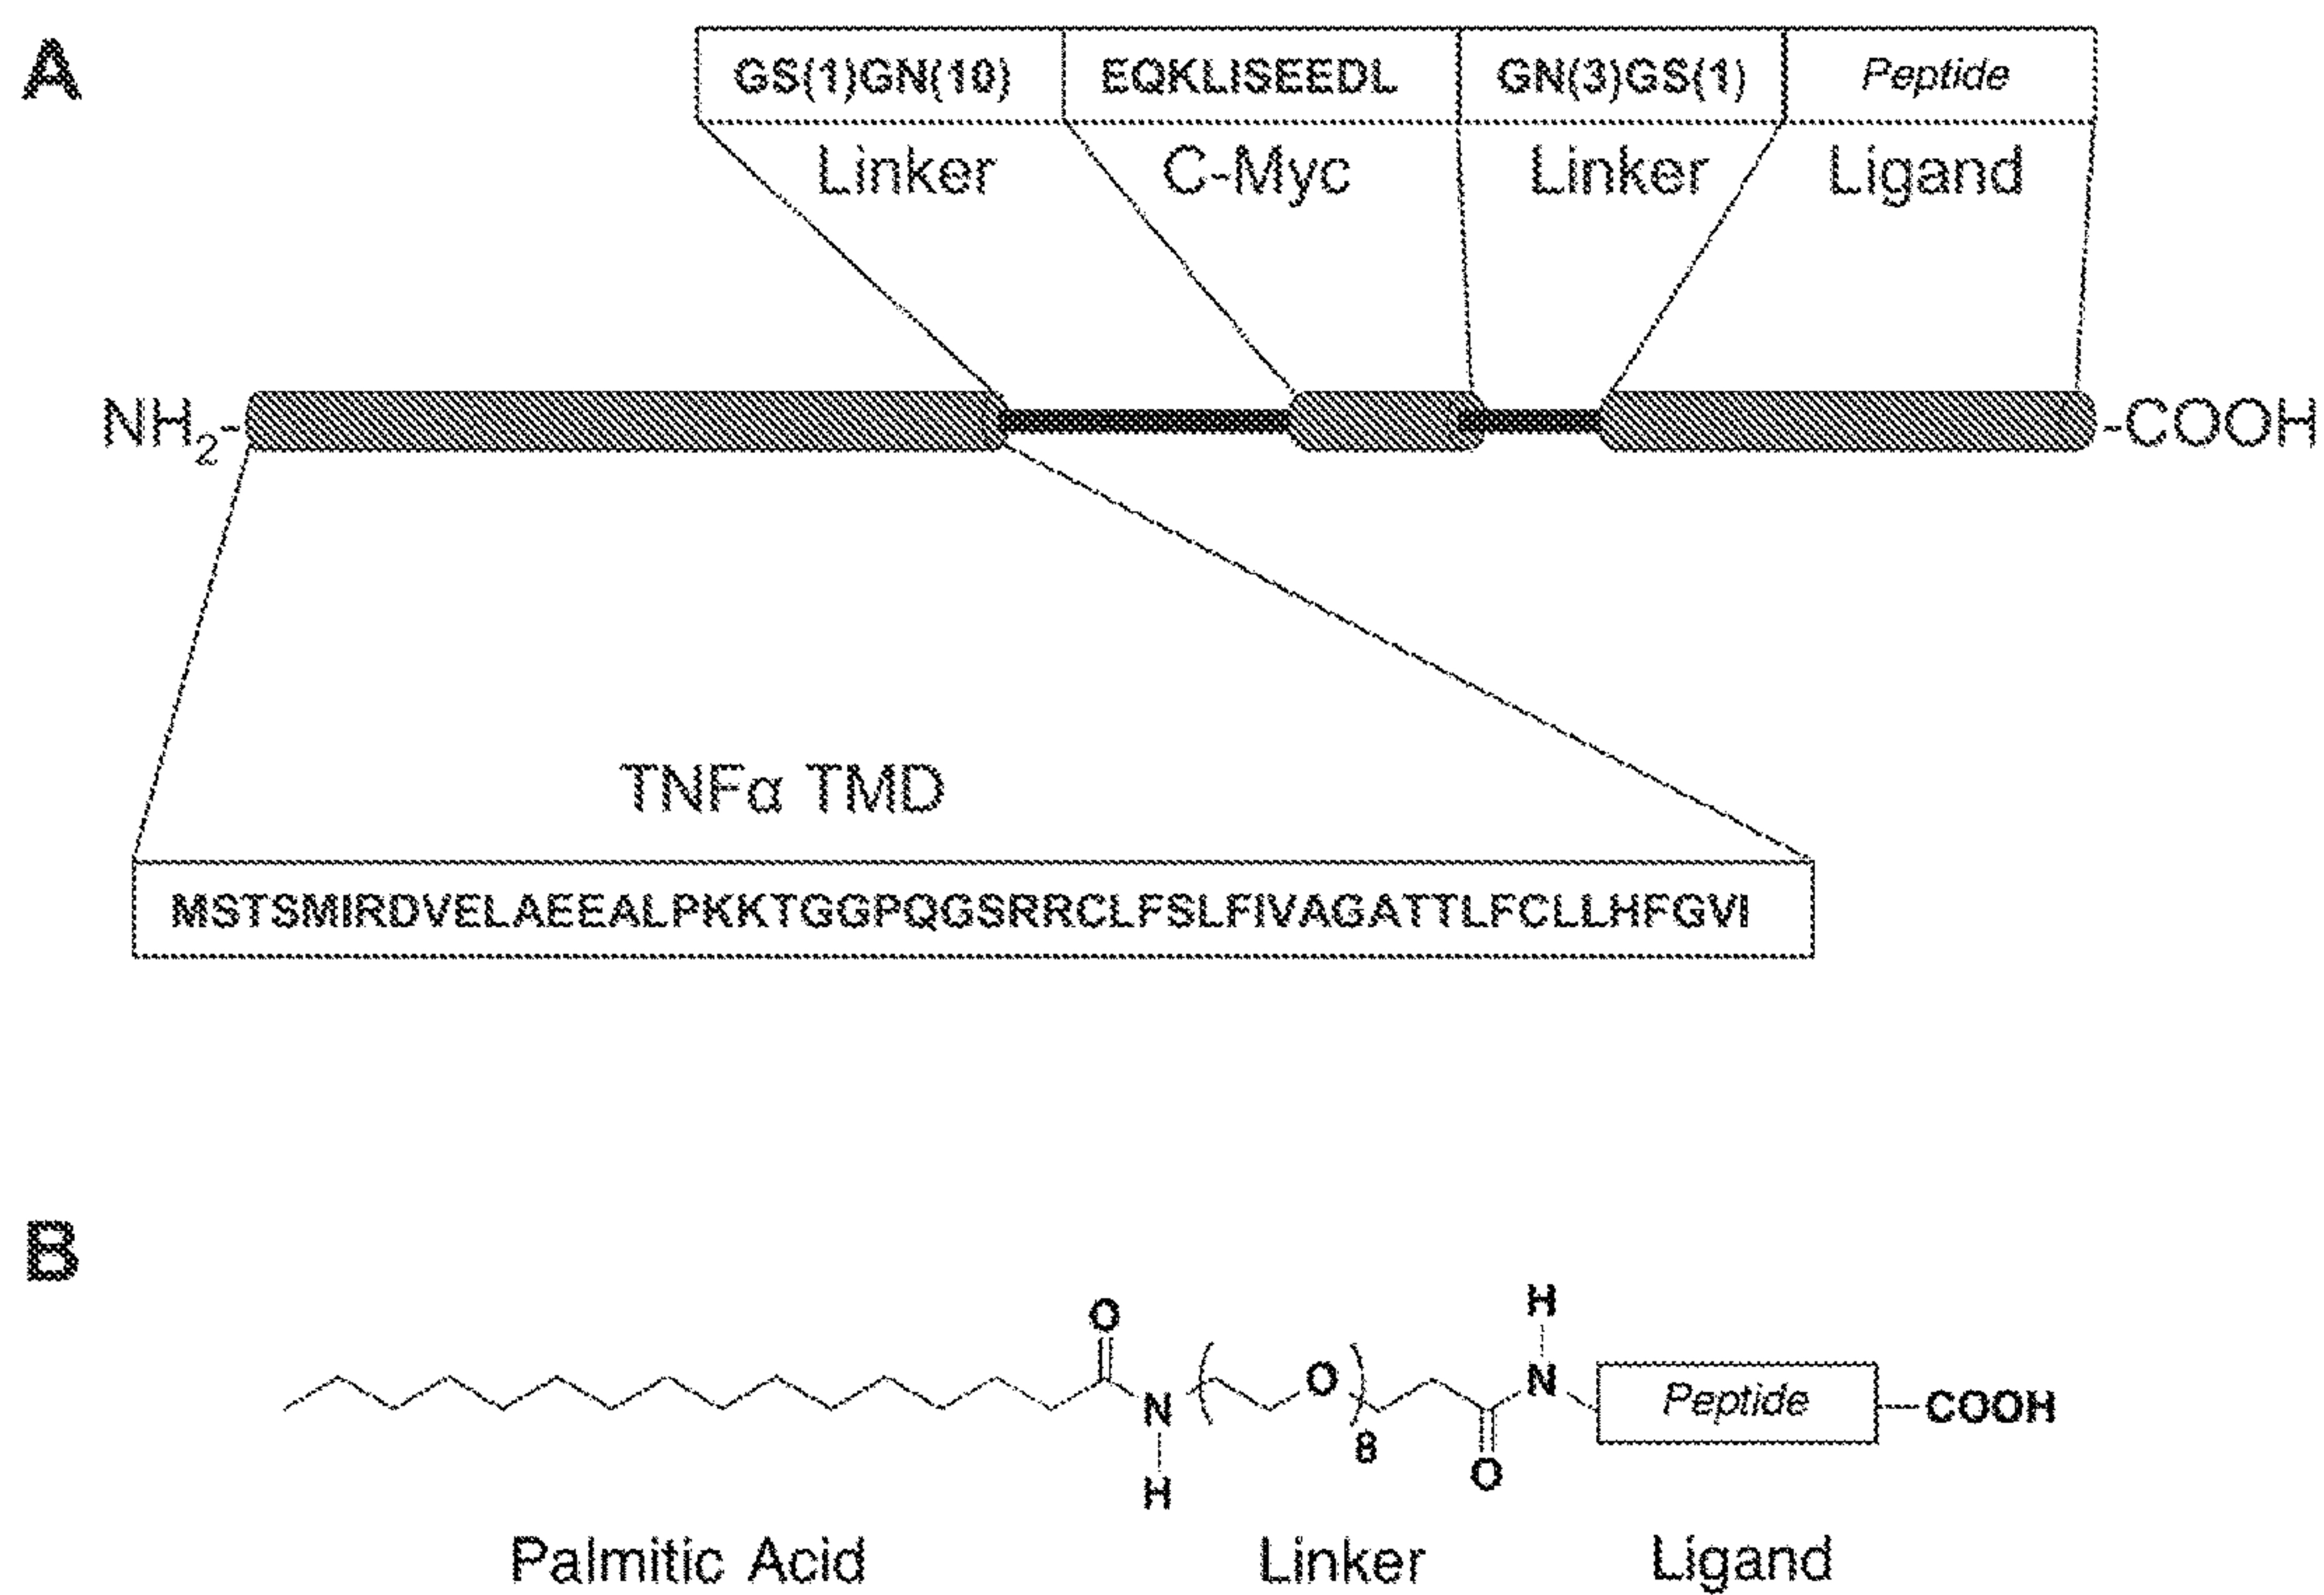 A
GS(1)GN(10) EQKLISEEDL GN(3)GS(1) Peptide
Linker C-Myc Linker Ligand
NH2- -COOH
TNFα TMD
MSTSMIRDVELAEEALPKKTGGPQGSRRCLFSLFIVAGATTLFCLLHFGVI
B
O H
N ( O )8 N Peptide COOH
H O
Palmitic Acid Linker Ligand